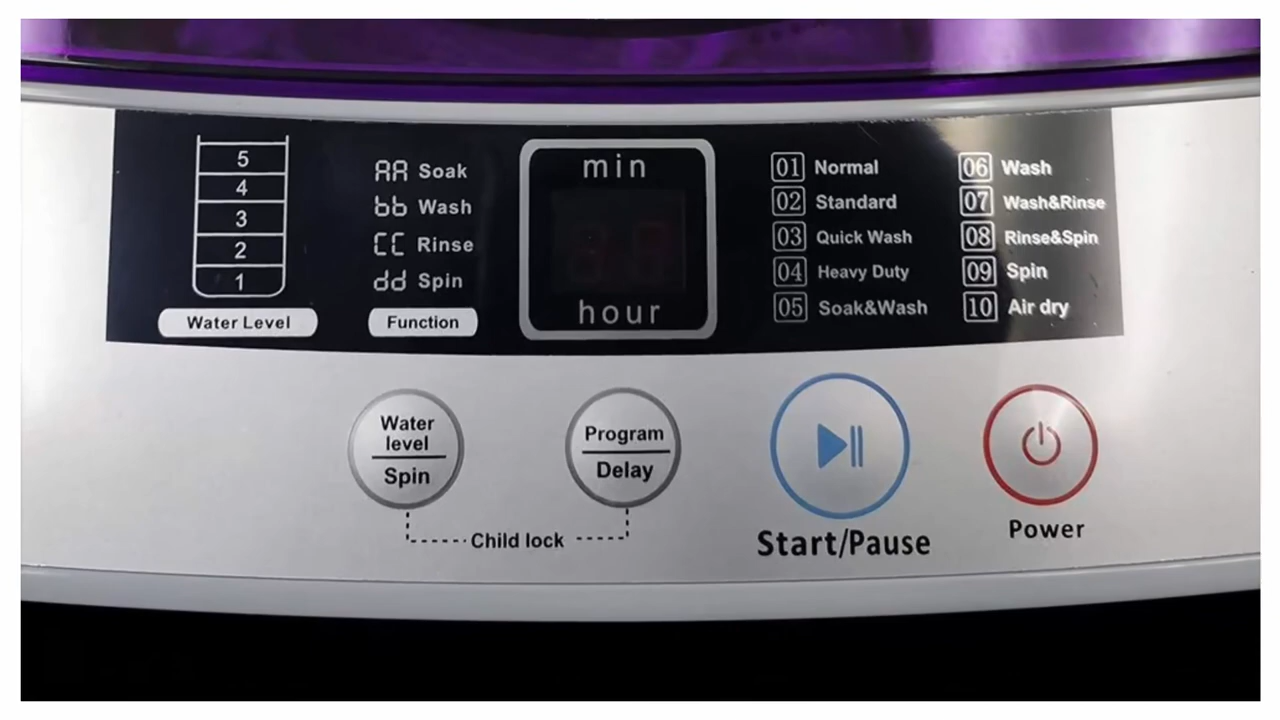 5
4
3
2
1
Water Level
AA Soak
bb Wash
CC Rinse
dd Spin
Function
min
hour
01 Normal
02 Standard
03 Quick Wash
04 Heavy Duty
05 Soak&Wash
06 Wash
07 Wash&Rinse
08 Rinse&Spin
09 Spin
10 Air dry
Water
level
Spin
Program
Delay
Child lock
Start/Pause
Power